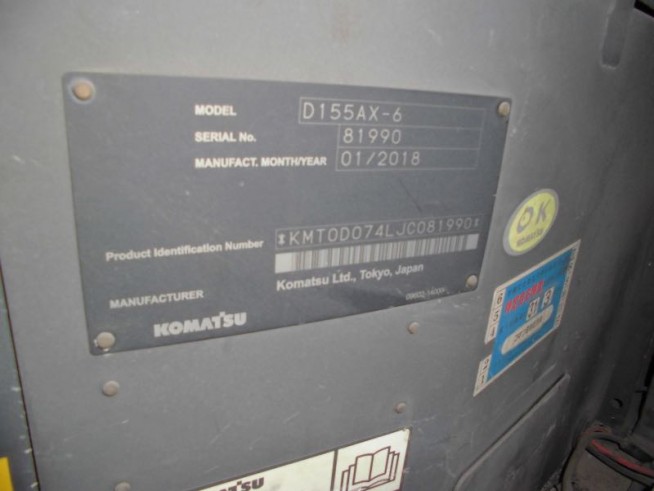 MODEL D155AX-6
SERIAL No. 81990
MANUFACT. MONTH/YEAR 01/2018
Product Identification Number *KMT0D074LJC081990*
MANUFACTURER Komatsu Ltd., Tokyo, Japan
KOMATSU
OK
KOMATSU